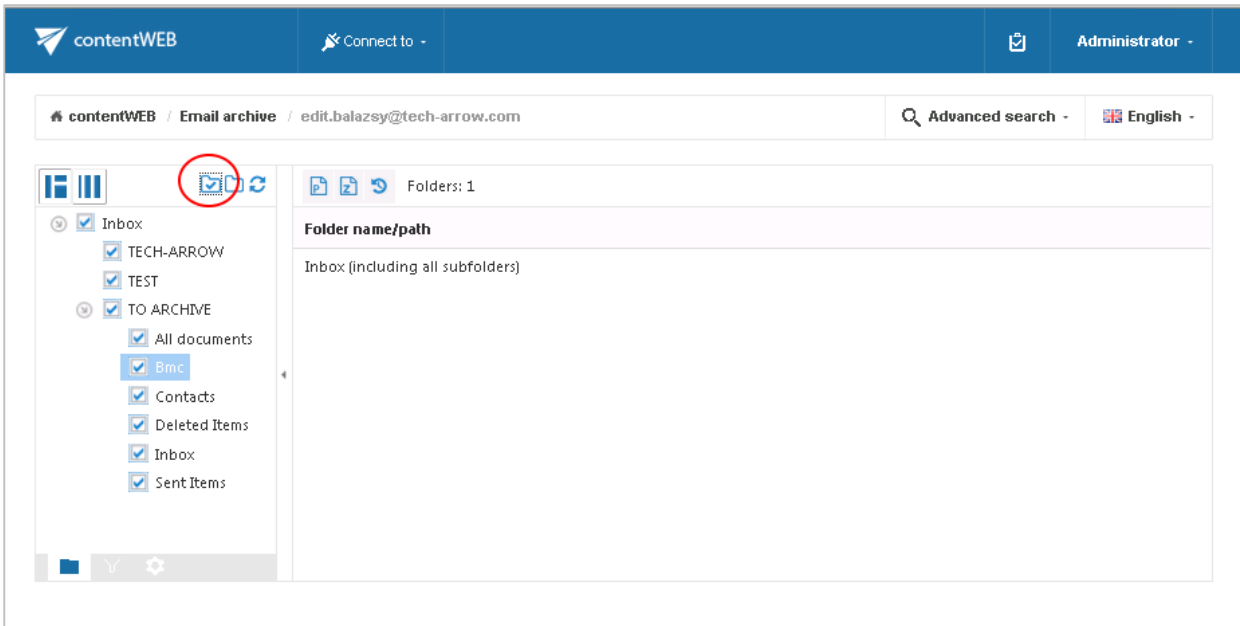 contentWEB
Connect to
Administrator
contentWEB / Email archive / edit.balazsy@tech-arrow.com
Advanced search
English
Folders: 1
Inbox
TECH-ARROW
TEST
TO ARCHIVE
All documents
Bmc
Contacts
Deleted Items
Inbox
Sent Items
Folder name/path
Inbox (including all subfolders)